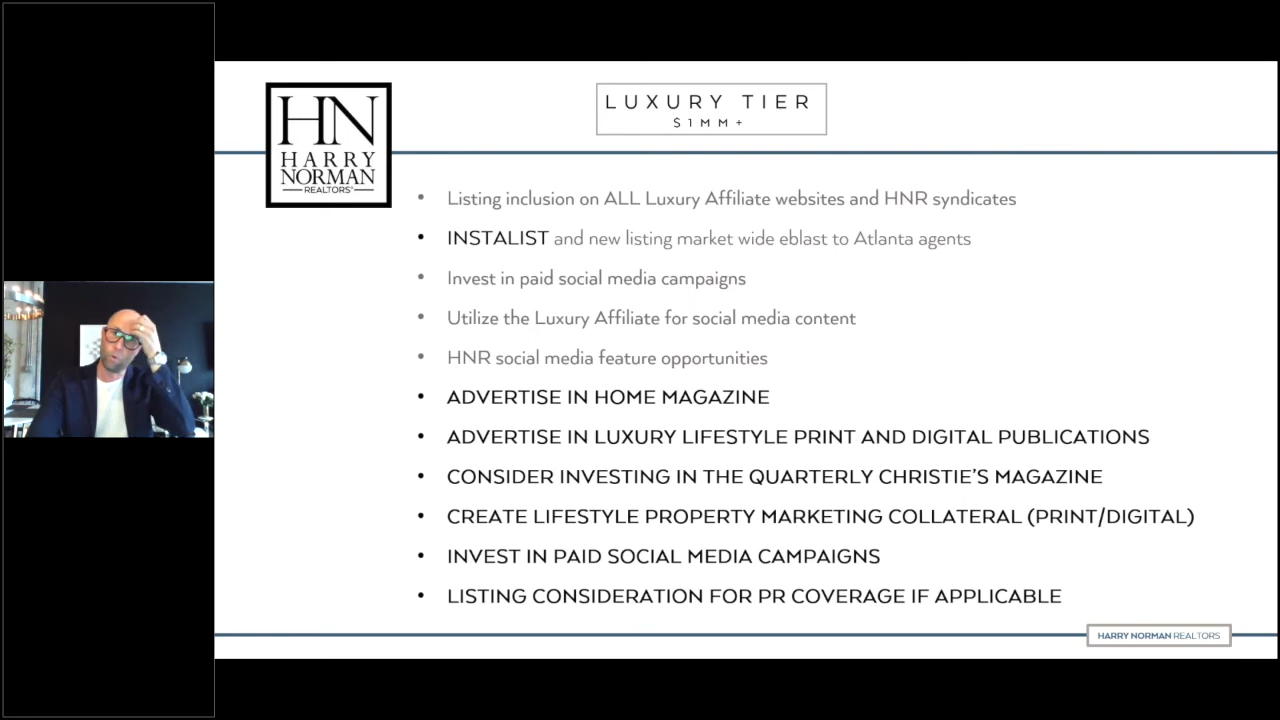 HN
HARRY
NORMAN
REALTORS®
LUXURY TIER
$1MM+
• Listing inclusion on ALL Luxury Affiliate websites and HNR syndicates
• INSTALIST and new listing market wide eblast to Atlanta agents
• Invest in paid social media campaigns
• Utilize the Luxury Affiliate for social media content
• HNR social media feature opportunities
• ADVERTISE IN HOME MAGAZINE
• ADVERTISE IN LUXURY LIFESTYLE PRINT AND DIGITAL PUBLICATIONS
• CONSIDER INVESTING IN THE QUARTERLY CHRISTIE'S MAGAZINE
• CREATE LIFESTYLE PROPERTY MARKETING COLLATERAL (PRINT/DIGITAL)
• INVEST IN PAID SOCIAL MEDIA CAMPAIGNS
• LISTING CONSIDERATION FOR PR COVERAGE IF APPLICABLE
HARRY NORMAN REALTORS